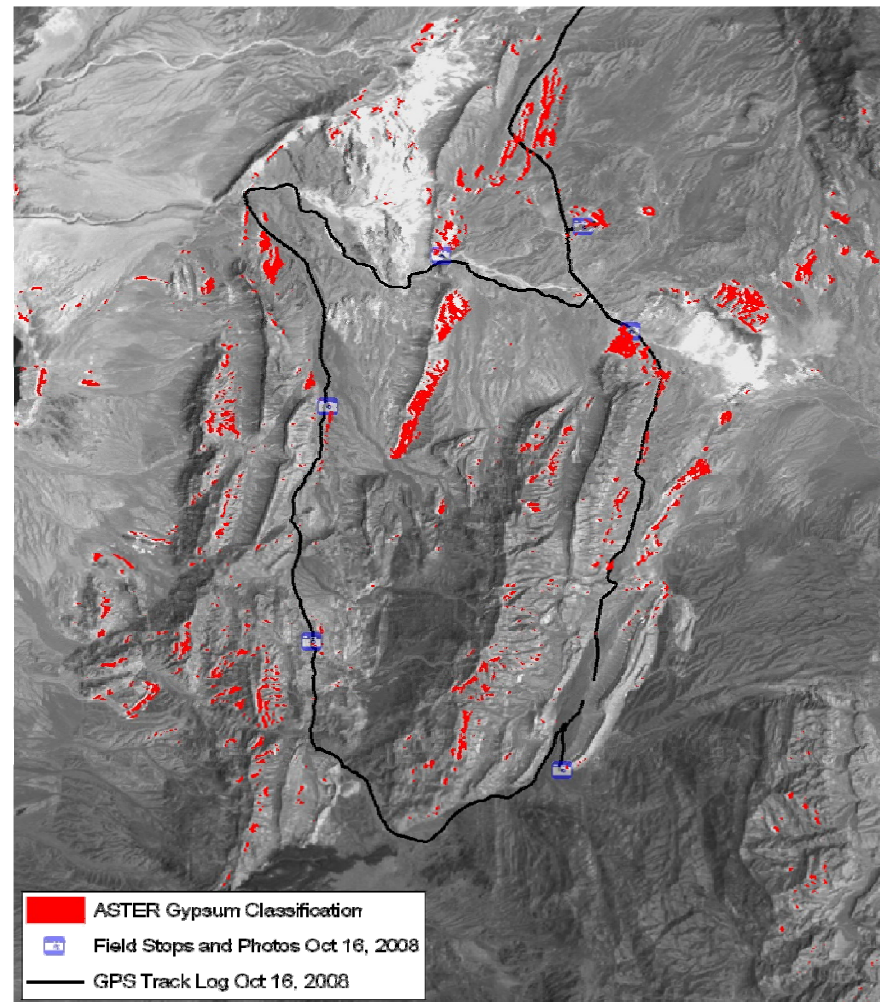 ASTER Gypsum Classification
Field Stops and Photos Oct 16, 2008
GPS Track Log Oct 16, 2008